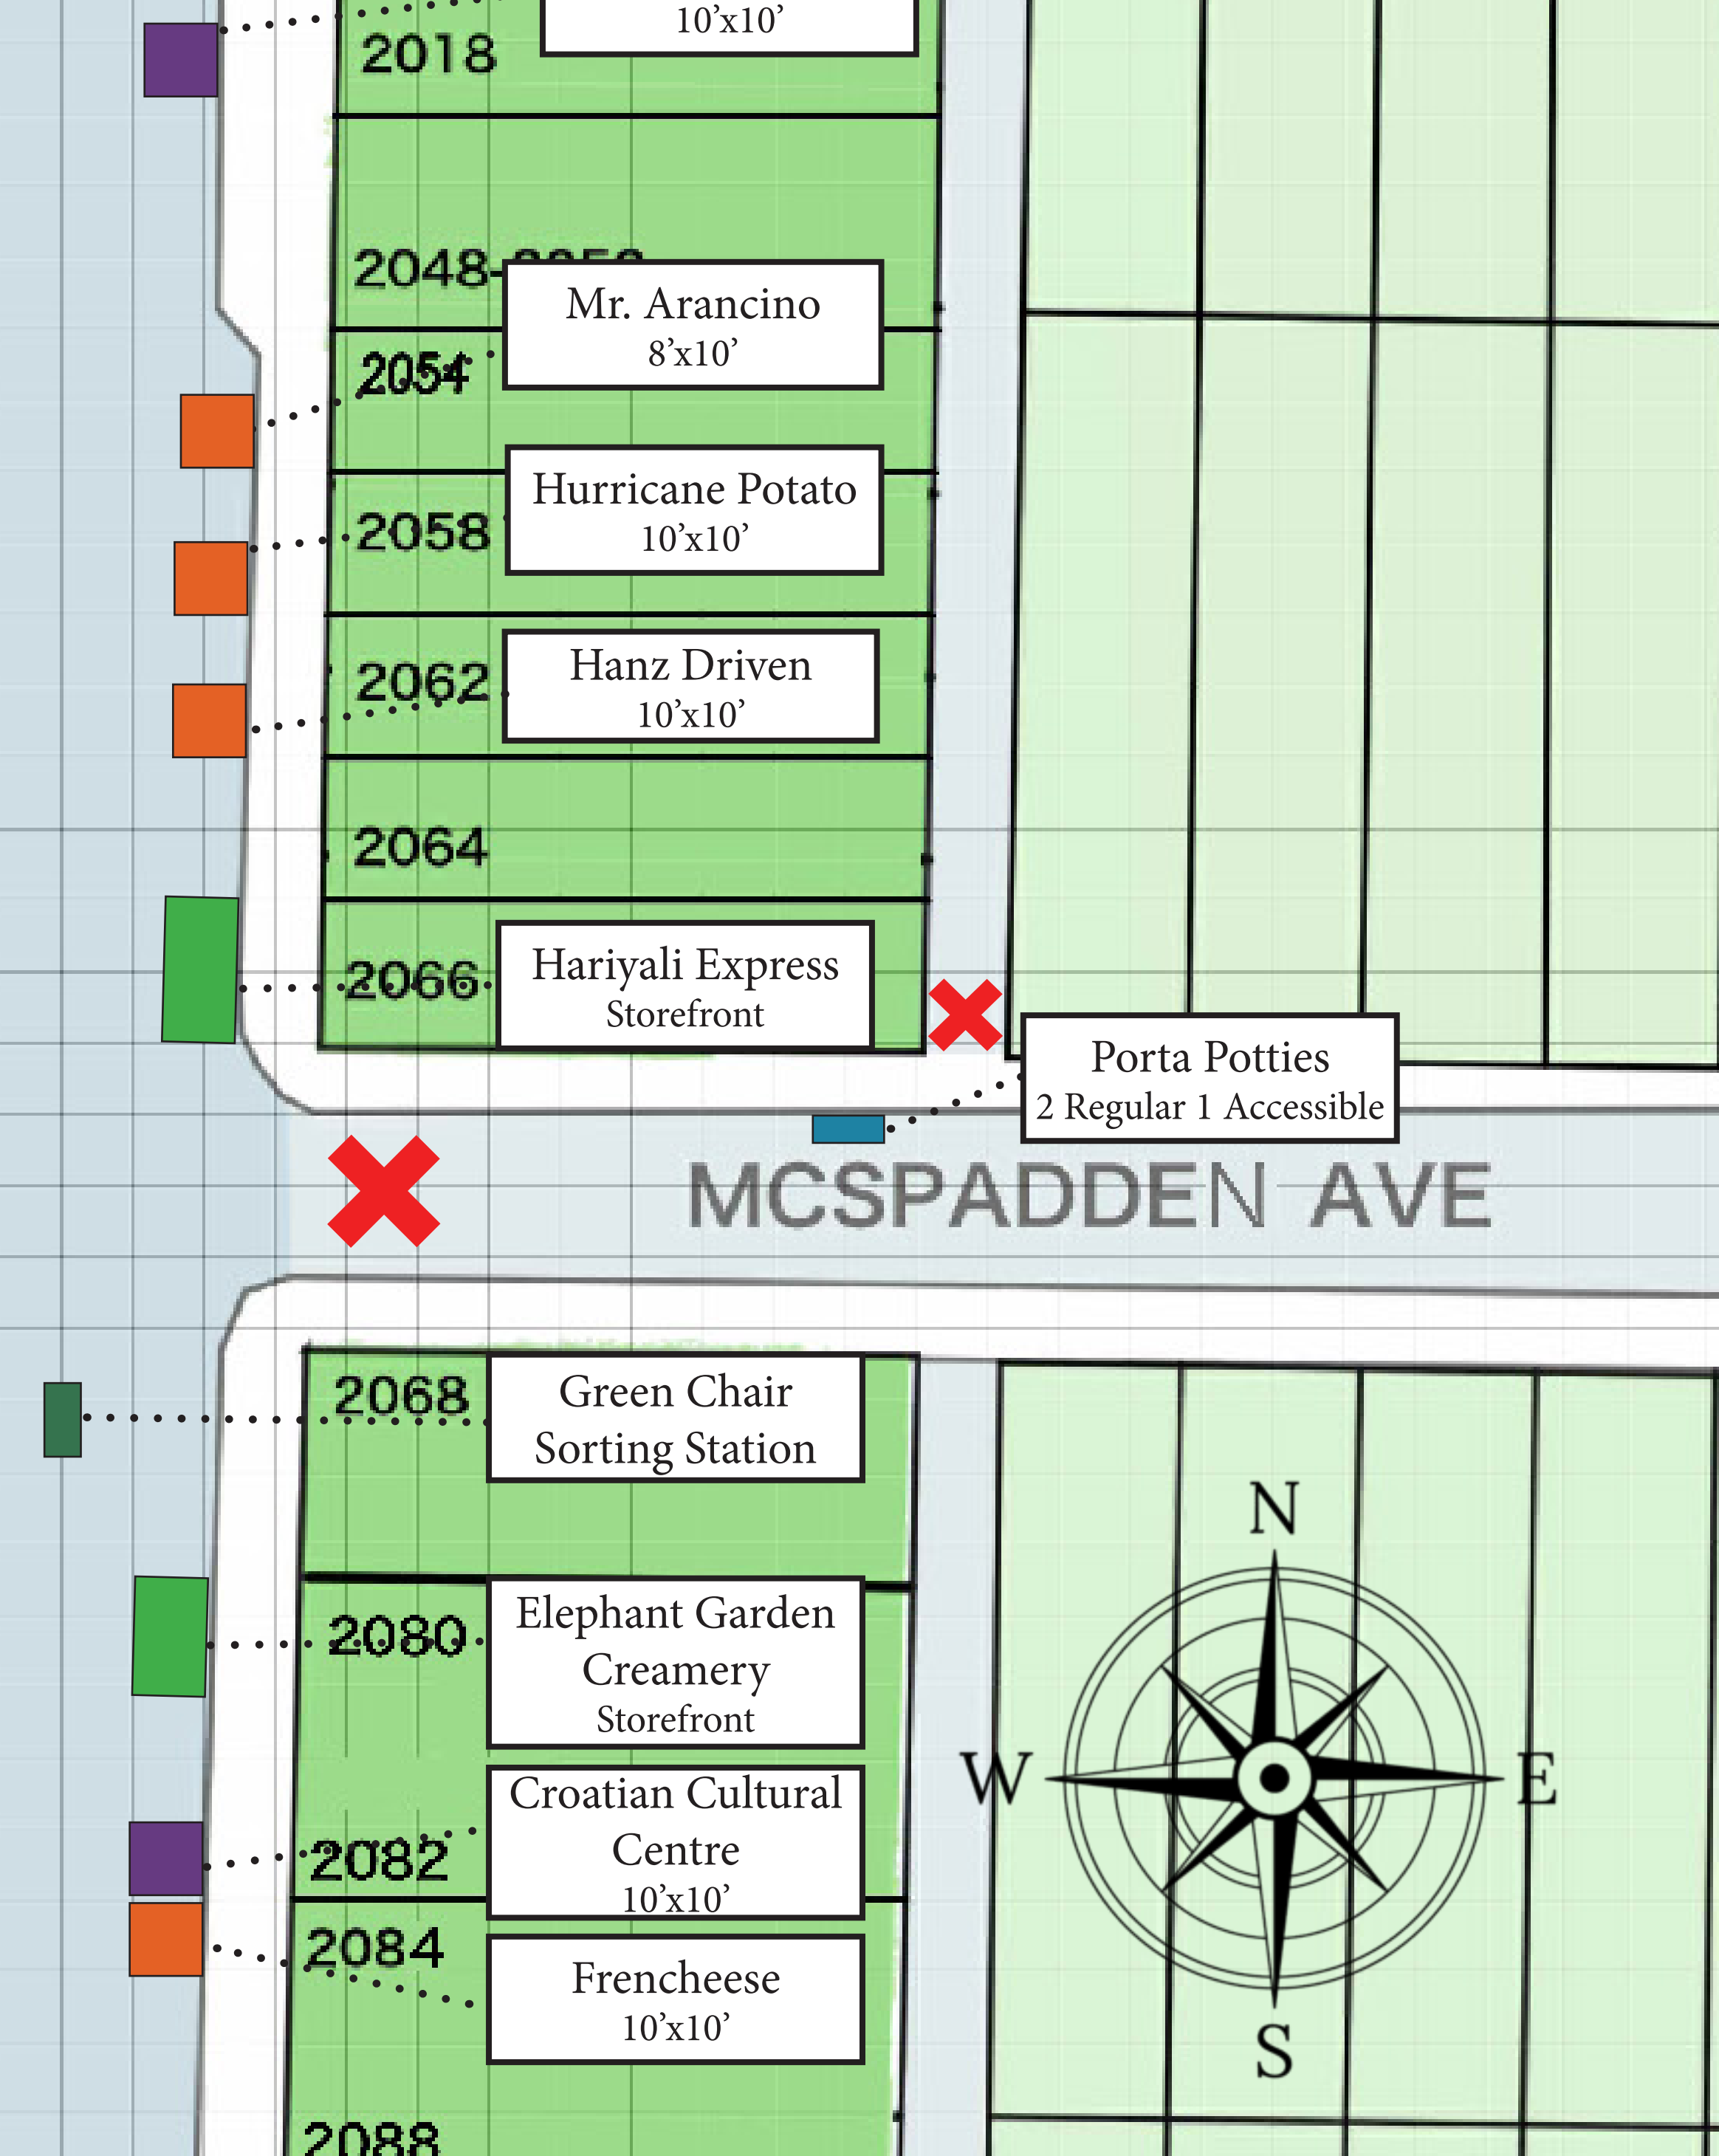 10’x10’
2018
2048-2052
Mr. Arancino
8’x10’
2054
Hurricane Potato
10’x10’
2058
Hanz Driven
10’x10’
2062
2064
Hariyali Express
Storefront
2066
Porta Potties
2 Regular 1 Accessible
MCSPADDEN AVE
2068
Green Chair
Sorting Station
N
Elephant Garden
Creamery
Storefront
2080
W
E
Croatian Cultural
Centre
10’x10’
2082
2084
Frencheese
10’x10’
S
2088